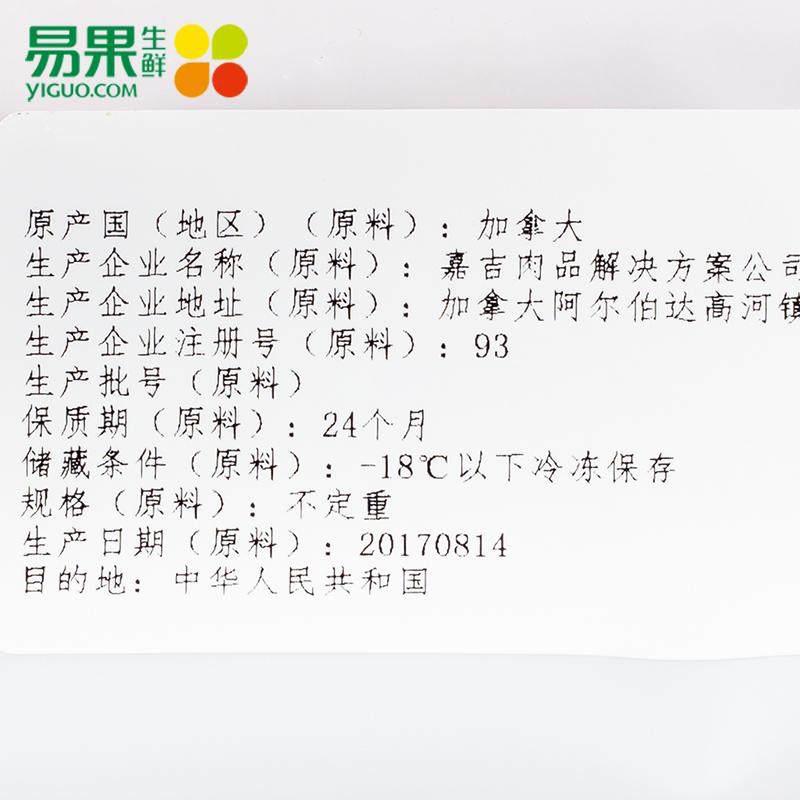 易果生鲜
YIGUO.COM
原产国（地区）（原料）：加拿大
生产企业名称（原料）：嘉吉肉品解决方案公司
生产企业地址（原料）：加拿大阿尔伯达高河镇
生产企业注册号（原料）：93
生产批号（原料）
保质期（原料）：24个月
储藏条件（原料）：-18℃以下冷冻保存
规格（原料）：不定重
生产日期（原料）：20170814
目的地：中华人民共和国